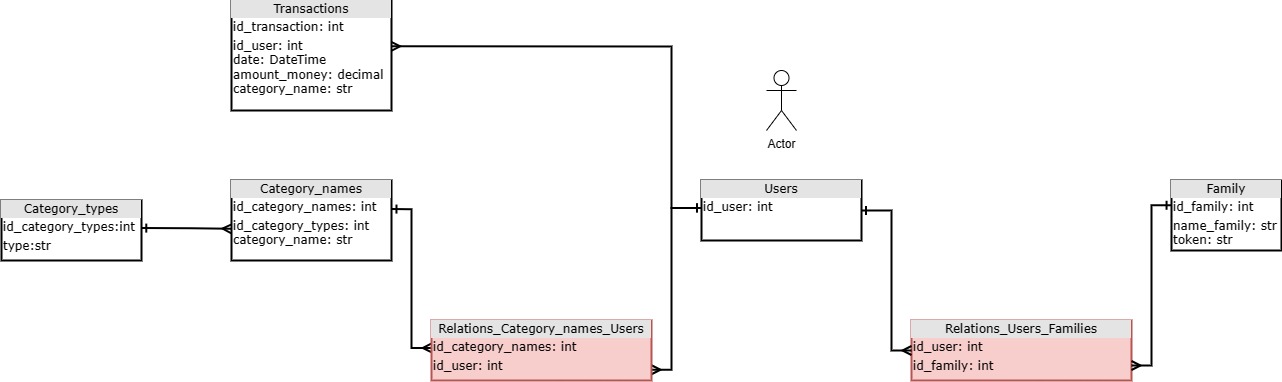 Transactions
id_transaction: int
id_user: int
date: DateTime
amount_money: decimal
category_name: str
Actor
Category_types
id_category_types:int
type:str
Category_names
id_category_names: int
id_category_types: int
category_name: str
Users
id_user: int
Family
id_family: int
name_family: str
token: str
Relations_Category_names_Users
id_category_names: int
id_user: int
Relations_Users_Families
id_user: int
id_family: int